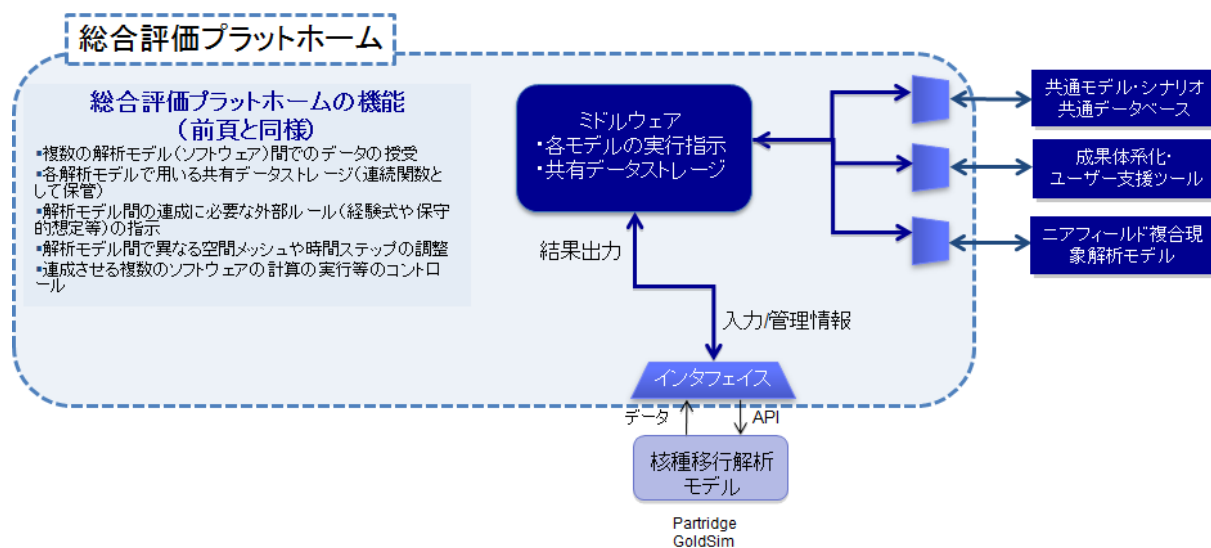 総合評価プラットホーム
総合評価プラットホームの機能
(前頁と同様)
▪複数の解析モデル(ソフトウェア)間でのデータの授受
▪各解析モデルで用いる共有データストレージ(連続関数と
して保管)
▪解析モデル間の連成に必要な外部ルール(経験式や保守
的想定等)の指示
▪解析モデル間で異なる空間メッシュや時間ステップの調整
▪連成させる複数のソフトウェアの計算の実行等のコントロ
ール
ミドルウェア
・各モデルの実行指示
・共有データストレージ
共通モデル・シナリオ
共通データベース
成果体系化・
ユーザー支援ツール
ニアフィールド複合現
象解析モデル
結果出力
入力/管理情報
インタフェイス
データ
API
核種移行解析
モデル
Partridge
GoldSim